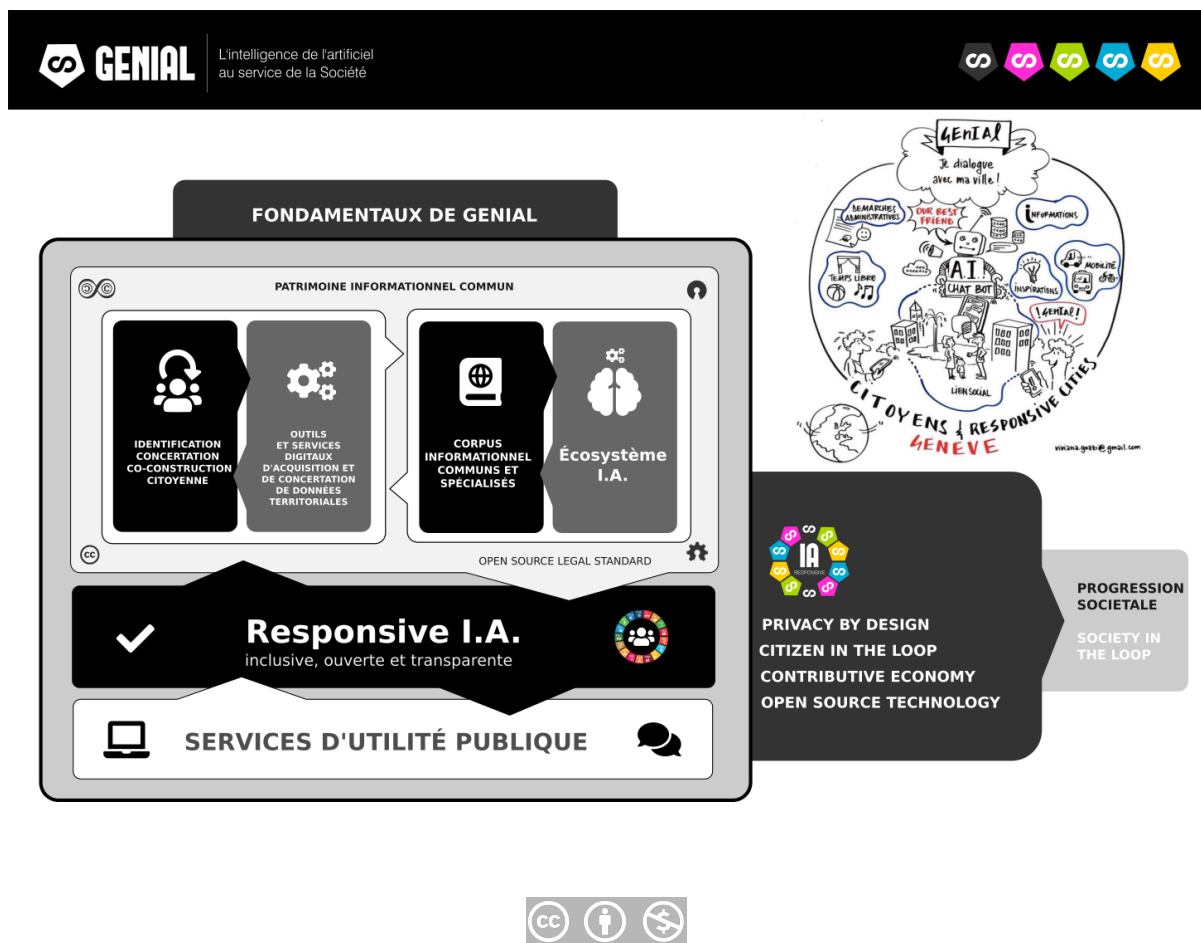 GENIAL
L'intelligence de l'artificiel
au service de la Société
FONDAMENTAUX DE GENIAL
PATRIMOINE INFORMATIONNEL COMMUN
IDENTIFICATION
CONCERTATION
CO-CONSTRUCTION
CITOYENNE
OUTILS
ET SERVICES
DIGITAUX
D'ACQUISITION ET
DE CONCERTATION
DE DONNÉES
TERRITORIALES
CORPUS
INFORMATIONNEL
COMMUNS ET
SPÉCIALISÉS
Écosystème
I.A.
cc
OPEN SOURCE LEGAL STANDARD
Responsive I.A.
inclusive, ouverte et transparente
SERVICES D'UTILITÉ PUBLIQUE
GENIAL
Je dialogue
avec ma ville!
DEMARCHES
ADMINISTRATIVES
OUR BEST
FRIEND
INFORMATIONS
TEMPS LIBRE
A.I.
CHAT BOT
INSPIRATIONS
MOBILITÉ
!GENIAL!
LIEN SOCIAL
CITOYENS & RESPONSIVE CITIES
GENÈVE
viviana.gozzi@gmail.com
IA
RESPONSIVE
PRIVACY BY DESIGN
CITIZEN IN THE LOOP
CONTRIBUTIVE ECONOMY
OPEN SOURCE TECHNOLOGY
PROGRESSION
SOCIETALE
SOCIETY IN
THE LOOP
cc